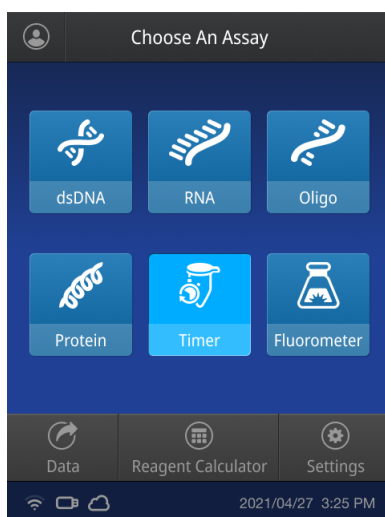 Choose An Assay
dsDNA RNA Oligo
Protein Timer Fluorometer
Data Reagent Calculator Settings
2021/04/27 3:25 PM